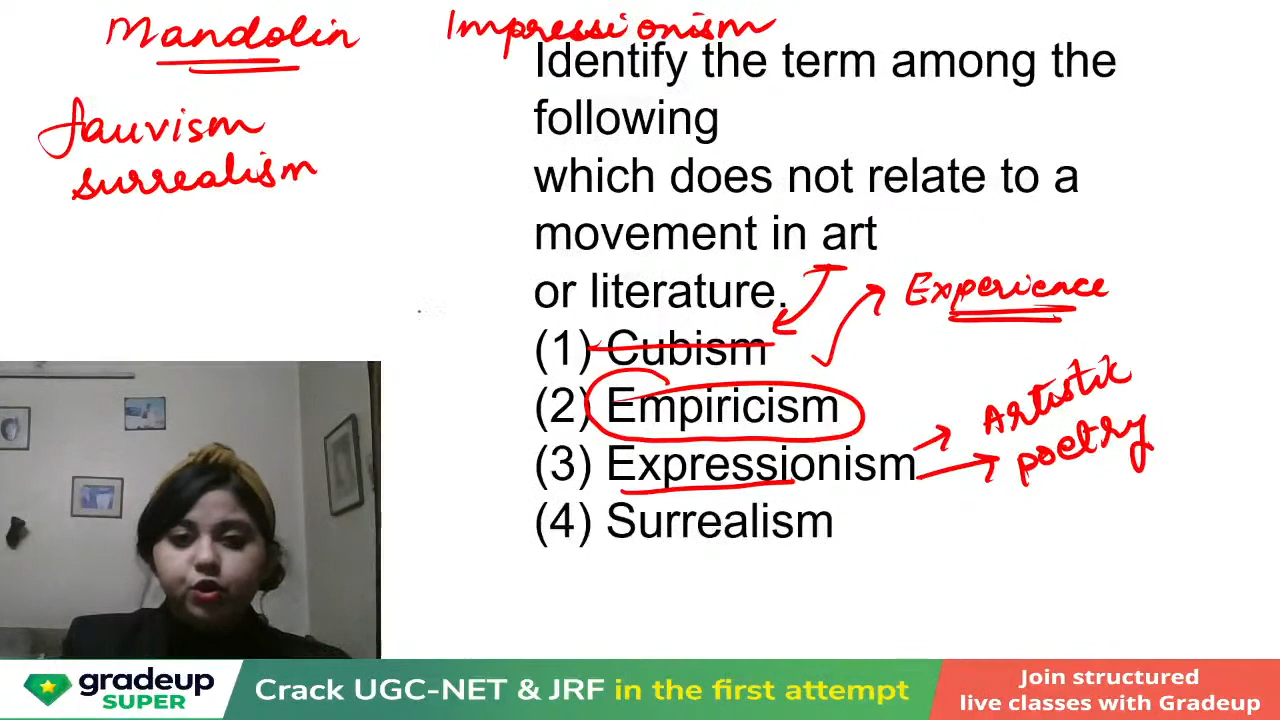 Mandolin
Impressionism
fauvism
surrealism
Identify the term among the
following
which does not relate to a
movement in art
or literature.
Experience
(1) Cubism
(2) Empiricism
(3) Expressionism
Artistic
poetry
(4) Surrealism
gradeup
SUPER
Crack UGC-NET & JRF in the first attempt
Join structured
live classes with Gradeup